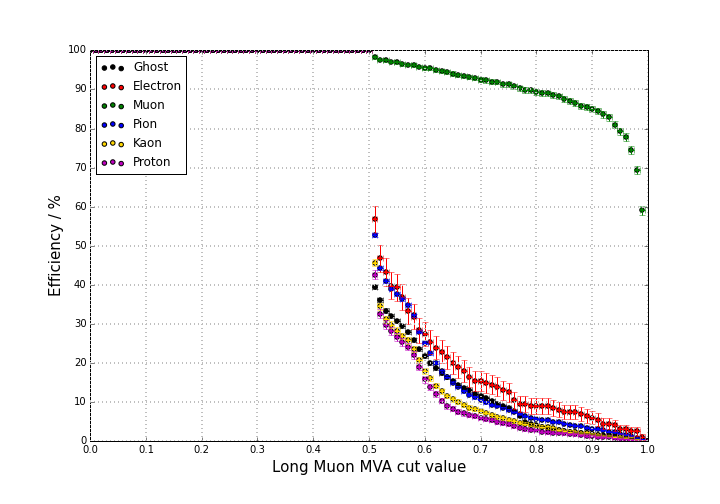 Ghost
Electron
Muon
Pion
Kaon
Proton
Efficiency / %
100
90
80
70
60
50
40
30
20
10
0
0.0 0.1 0.2 0.3 0.4 0.5 0.6 0.7 0.8 0.9 1.0
Long Muon MVA cut value